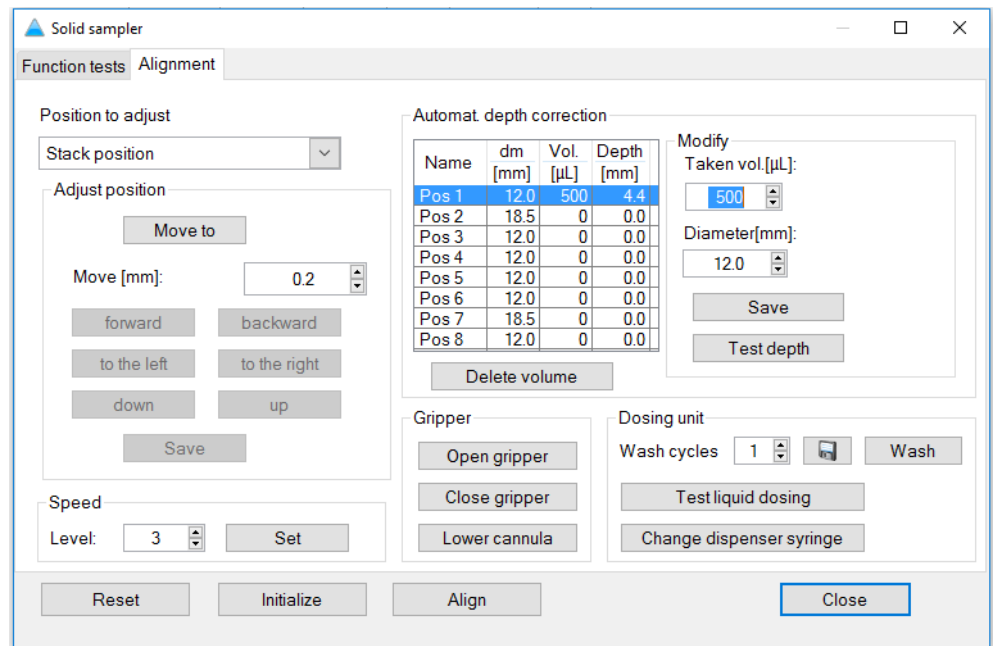 Solid sampler
Function tests Alignment
Position to adjust
Stack position
Adjust position
Move to
Move [mm]: 0.2
forward backward
to the left to the right
down up
Save
Speed
Level: 3 Set
Automat. depth correction
Name dm [mm] Vol. [µL] Depth [mm]
Pos 1 12.0 500 4.4
Pos 2 18.5 0 0.0
Pos 3 12.0 0 0.0
Pos 4 12.0 0 0.0
Pos 5 12.0 0 0.0
Pos 6 12.0 0 0.0
Pos 7 18.5 0 0.0
Pos 8 12.0 0 0.0
Delete volume
Modify
Taken vol.[µL]:
500
Diameter[mm]:
12.0
Save
Test depth
Gripper
Open gripper
Close gripper
Lower cannula
Dosing unit
Wash cycles 1 Wash
Test liquid dosing
Change dispenser syringe
Reset Initialize Align Close